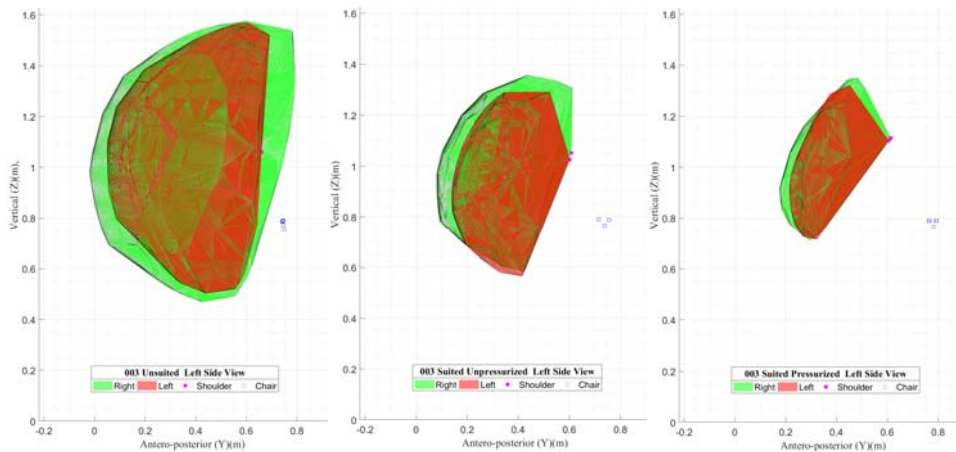 1.6
1.4
1.2
1
0.8
0.6
0.4
0.2
0
Vertical (Z)(m),
003 Unsuited Left Side View
Right Left Shoulder Chair
-0.2 0 0.2 0.4 0.6 0.8
Antero-posterior (Y)(m)
1.6
1.4
1.2
1
0.8
0.6
0.4
0.2
0
Vertical (Z)(m)
003 Suited Unpressurized Left Side View
Right Left Shoulder Chair
-0.2 0 0.2 0.4 0.6 0.8
Antero-posterior (Y)(m)
1.6
1.4
1.2
1
0.8
0.6
0.4
0.2
0
Vertical (Z)(m)
003 Suited Pressurized Left Side View
Right Left Shoulder Chair
-0.2 0 0.2 0.4 0.6 0.8
Antero-posterior (Y)(m)